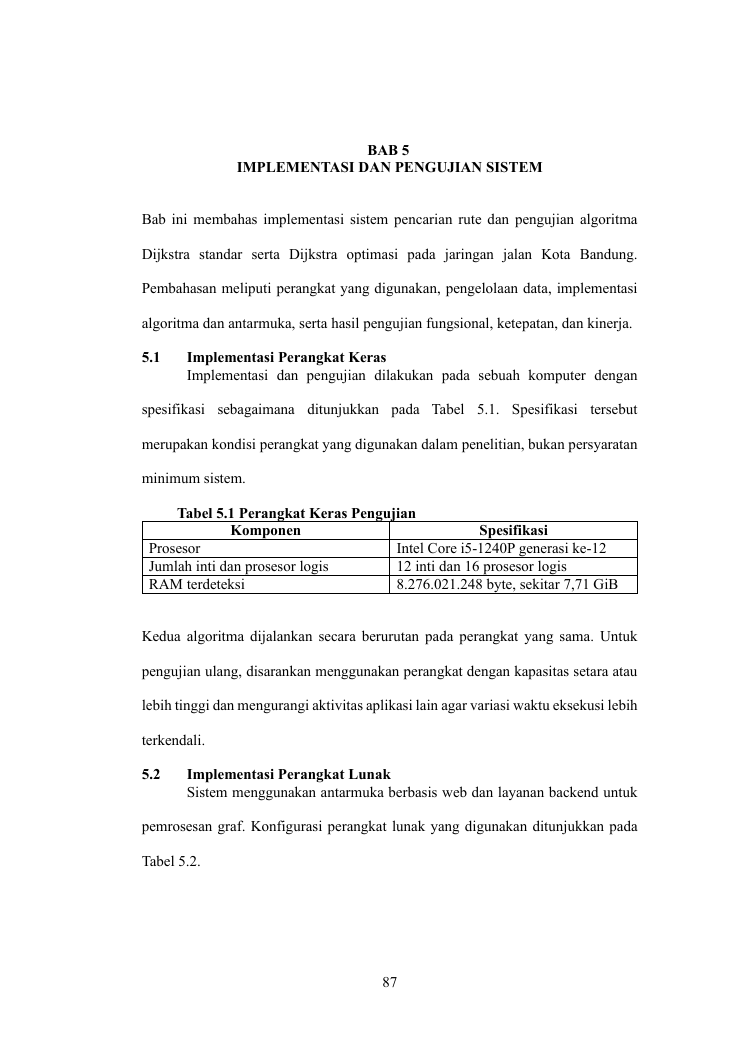 BAB 5
IMPLEMENTASI DAN PENGUJIAN SISTEM
Bab ini membahas implementasi sistem pencarian rute dan pengujian algoritma
Dijkstra standar serta Dijkstra optimasi pada jaringan jalan Kota Bandung.
Pembahasan meliputi perangkat yang digunakan, pengelolaan data, implementasi
algoritma dan antarmuka, serta hasil pengujian fungsional, ketepatan, dan kinerja.
5.1 Implementasi Perangkat Keras
Implementasi dan pengujian dilakukan pada sebuah komputer dengan
spesifikasi sebagaimana ditunjukkan pada Tabel 5.1. Spesifikasi tersebut
merupakan kondisi perangkat yang digunakan dalam penelitian, bukan persyaratan
minimum sistem.
Tabel 5.1 Perangkat Keras Pengujian
Komponen Spesifikasi
Prosesor Intel Core i5-1240P generasi ke-12
Jumlah inti dan prosesor logis 12 inti dan 16 prosesor logis
RAM terdeteksi 8.276.021.248 byte, sekitar 7,71 GiB
Kedua algoritma dijalankan secara berurutan pada perangkat yang sama. Untuk
pengujian ulang, disarankan menggunakan perangkat dengan kapasitas setara atau
lebih tinggi dan mengurangi aktivitas aplikasi lain agar variasi waktu eksekusi lebih
terkendali.
5.2 Implementasi Perangkat Lunak
Sistem menggunakan antarmuka berbasis web dan layanan backend untuk
pemrosesan graf. Konfigurasi perangkat lunak yang digunakan ditunjukkan pada
Tabel 5.2.
87